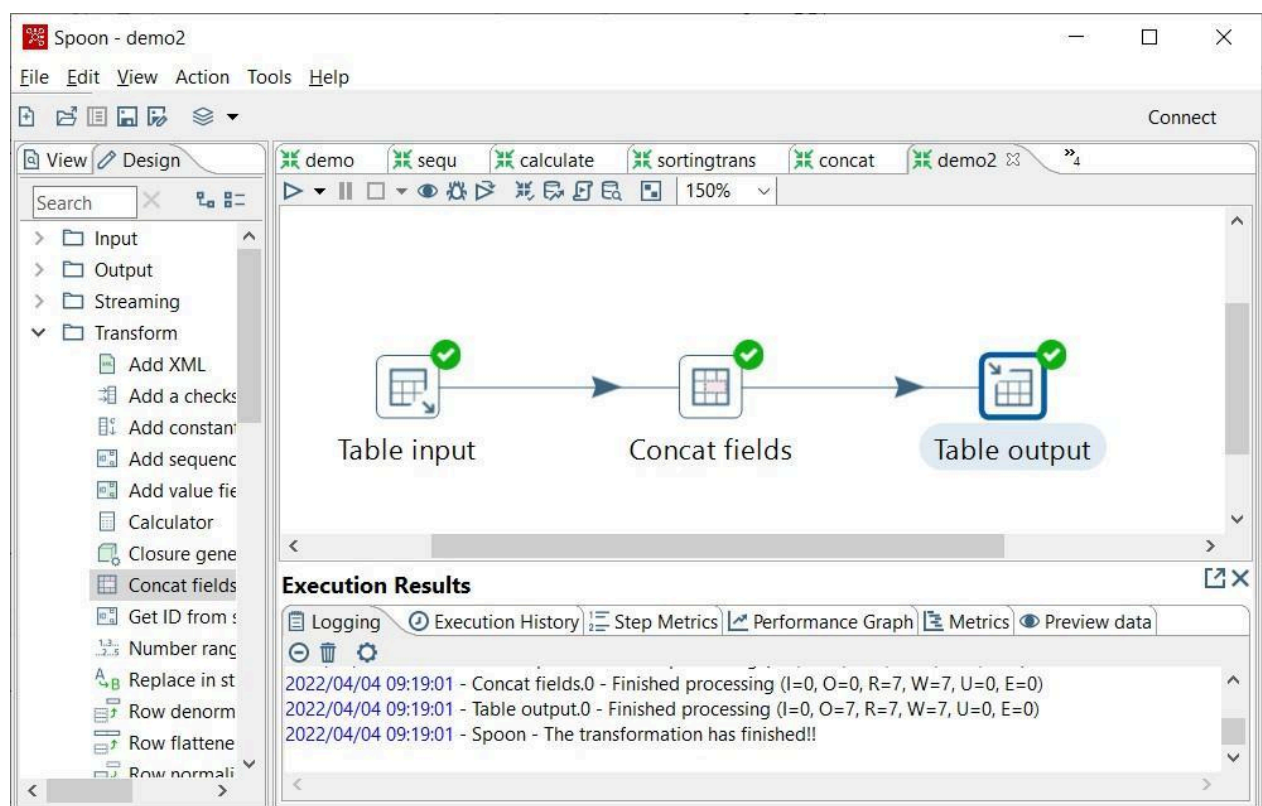 Spoon - demo2
File Edit View Action Tools Help
Connect
View Design
demo sequ calculate sortingtrans concat demo2 »4
Search
150%
Input
Output
Streaming
Transform
Add XML
Add a checks
Add constan
Add sequenc
Add value fie
Calculator
Closure gene
Concat fields
Get ID from s
Number rang
Replace in st
Row denorm
Row flattene
Row normali
Table input Concat fields Table output
Execution Results
Logging Execution History Step Metrics Performance Graph Metrics Preview data
2022/04/04 09:19:01 - Concat fields.0 - Finished processing (I=0, O=0, R=7, W=7, U=0, E=0)
2022/04/04 09:19:01 - Table output.0 - Finished processing (I=0, O=7, R=7, W=7, U=0, E=0)
2022/04/04 09:19:01 - Spoon - The transformation has finished!!